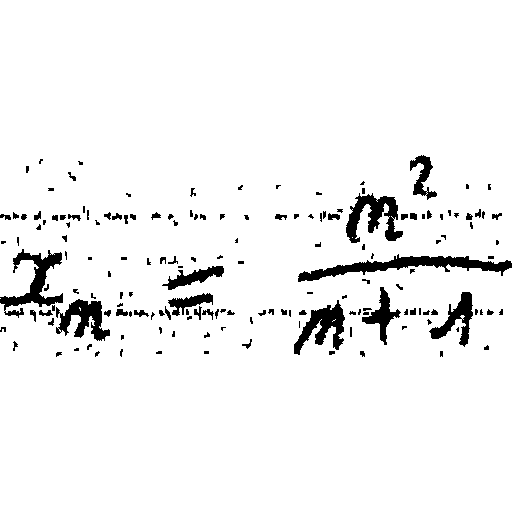 x_n = \frac{n^2}{n+1}